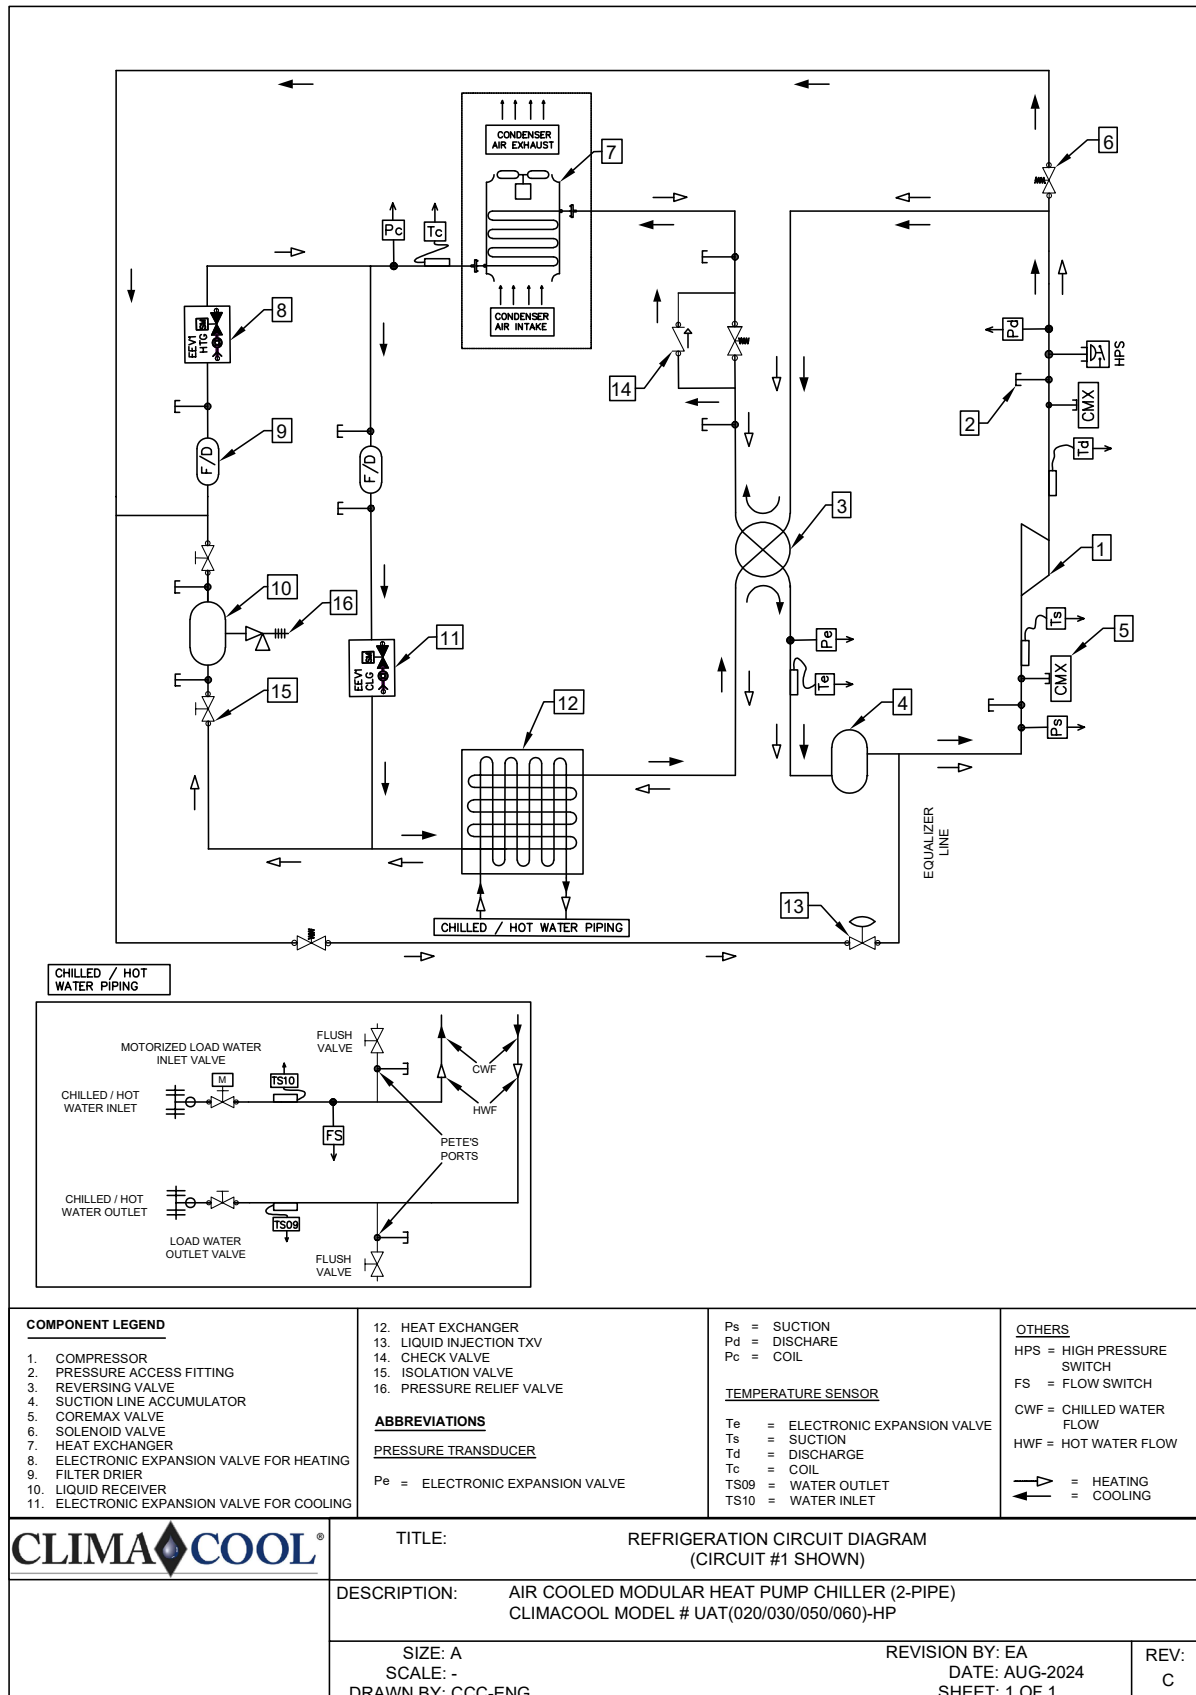 CONDENSER
AIR EXHAUST
7
6
Pc
Tc
CONDENSER
AIR INTAKE
8
EEV1
HTG
SM
14
Pd
HPS
2
CMX
Td
9
F/D
F/D
3
1
10
16
11
EEV1
CLG
SM
15
12
Pe
Te
4
Ts
5
CMX
Ps
EQUALIZER
LINE
13
CHILLED / HOT WATER PIPING
CHILLED / HOT
WATER PIPING
MOTORIZED LOAD WATER
INLET VALVE
M
TS10
FLUSH
VALVE
CWF
HWF
CHILLED / HOT
WATER INLET
FS
PETE'S
PORTS
CHILLED / HOT
WATER OUTLET
TS09
LOAD WATER
OUTLET VALVE
FLUSH
VALVE
COMPONENT LEGEND
1. COMPRESSOR
2. PRESSURE ACCESS FITTING
3. REVERSING VALVE
4. SUCTION LINE ACCUMULATOR
5. COREMAX VALVE
6. SOLENOID VALVE
7. HEAT EXCHANGER
8. ELECTRONIC EXPANSION VALVE FOR HEATING
9. FILTER DRIER
10. LIQUID RECEIVER
11. ELECTRONIC EXPANSION VALVE FOR COOLING
12. HEAT EXCHANGER
13. LIQUID INJECTION TXV
14. CHECK VALVE
15. ISOLATION VALVE
16. PRESSURE RELIEF VALVE
ABBREVIATIONS
PRESSURE TRANSDUCER
Pe = ELECTRONIC EXPANSION VALVE
Ps = SUCTION
Pd = DISCHARE
Pc = COIL
TEMPERATURE SENSOR
Te = ELECTRONIC EXPANSION VALVE
Ts = SUCTION
Td = DISCHARGE
Tc = COIL
TS09 = WATER OUTLET
TS10 = WATER INLET
OTHERS
HPS = HIGH PRESSURE
SWITCH
FS = FLOW SWITCH
CWF = CHILLED WATER
FLOW
HWF = HOT WATER FLOW
= HEATING
= COOLING
CLIMACOOL®
TITLE: REFRIGERATION CIRCUIT DIAGRAM
(CIRCUIT #1 SHOWN)
DESCRIPTION: AIR COOLED MODULAR HEAT PUMP CHILLER (2-PIPE)
CLIMACOOL MODEL # UAT(020/030/050/060)-HP
SIZE: A
SCALE: -
DRAWN BY: CCC-ENG
REVISION BY: EA
DATE: AUG-2024
SHEET: 1 OF 1
REV:
C